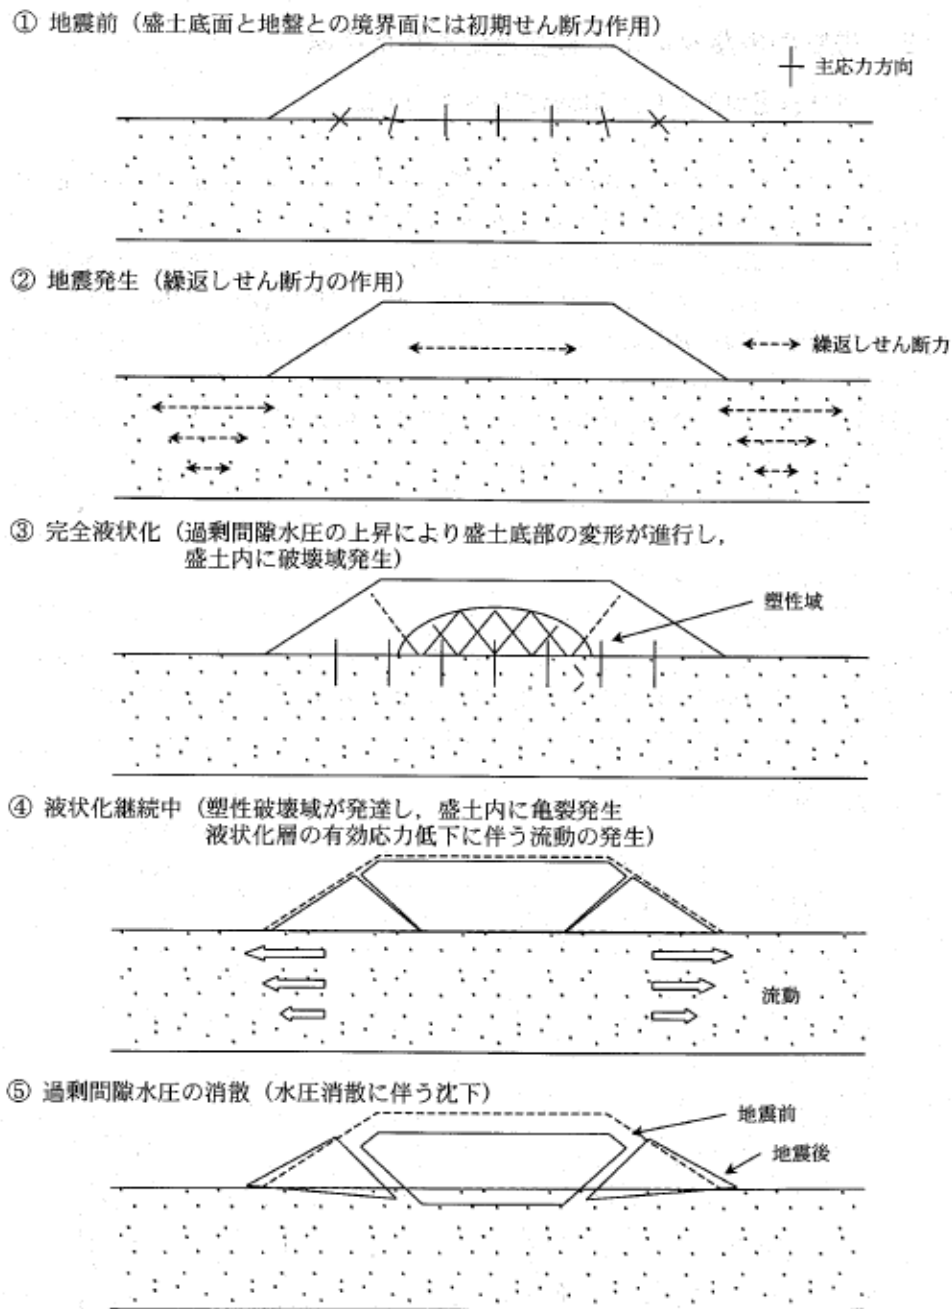 ① 地震前（盛土底面と地盤との境界面には初期せん断力作用）
主応力方向
② 地震発生（繰返しせん断力の作用）
繰返しせん断力
③ 完全液状化（過剰間隙水圧の上昇により盛土底部の変形が進行し，
盛土内に破壊域発生）
塑性域
④ 液状化継続中（塑性破壊域が発達し，盛土内に亀裂発生
液状化層の有効応力低下に伴う流動の発生）
流動
⑤ 過剰間隙水圧の消散（水圧消散に伴う沈下）
地震前
地震後